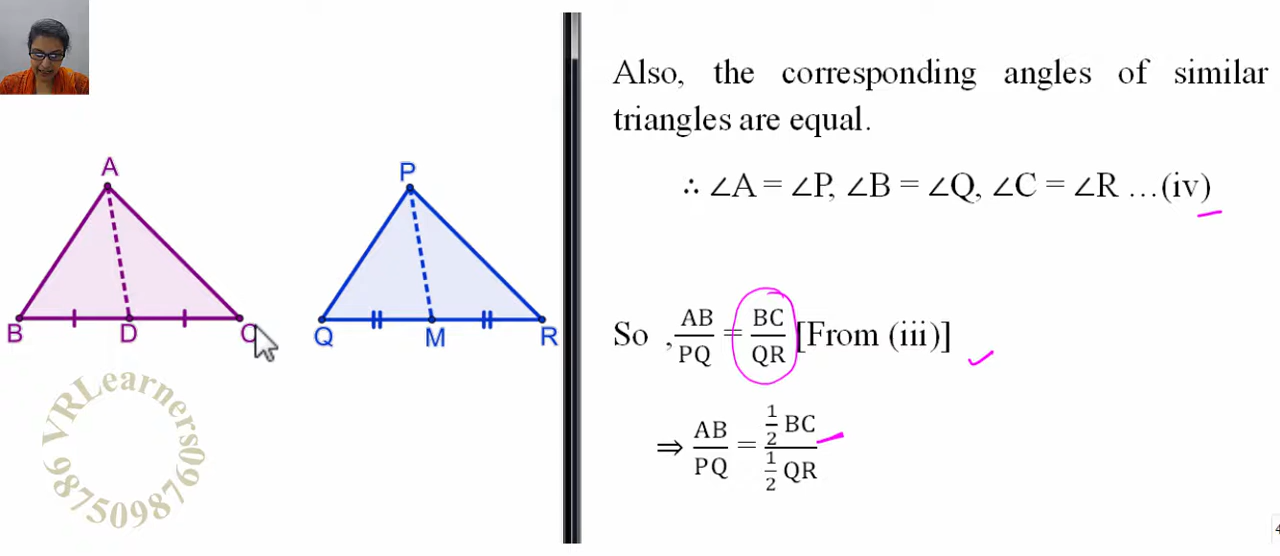 Also, the corresponding angles of similar
triangles are equal.
∴ ∠A = ∠P, ∠B = ∠Q, ∠C = ∠R …(iv)
So , AB/PQ = BC/QR [From (iii)]
⇒ AB/PQ = ½ BC / ½ QR
A
B
D
C
P
Q
M
R
VRLearners
9875098760
4